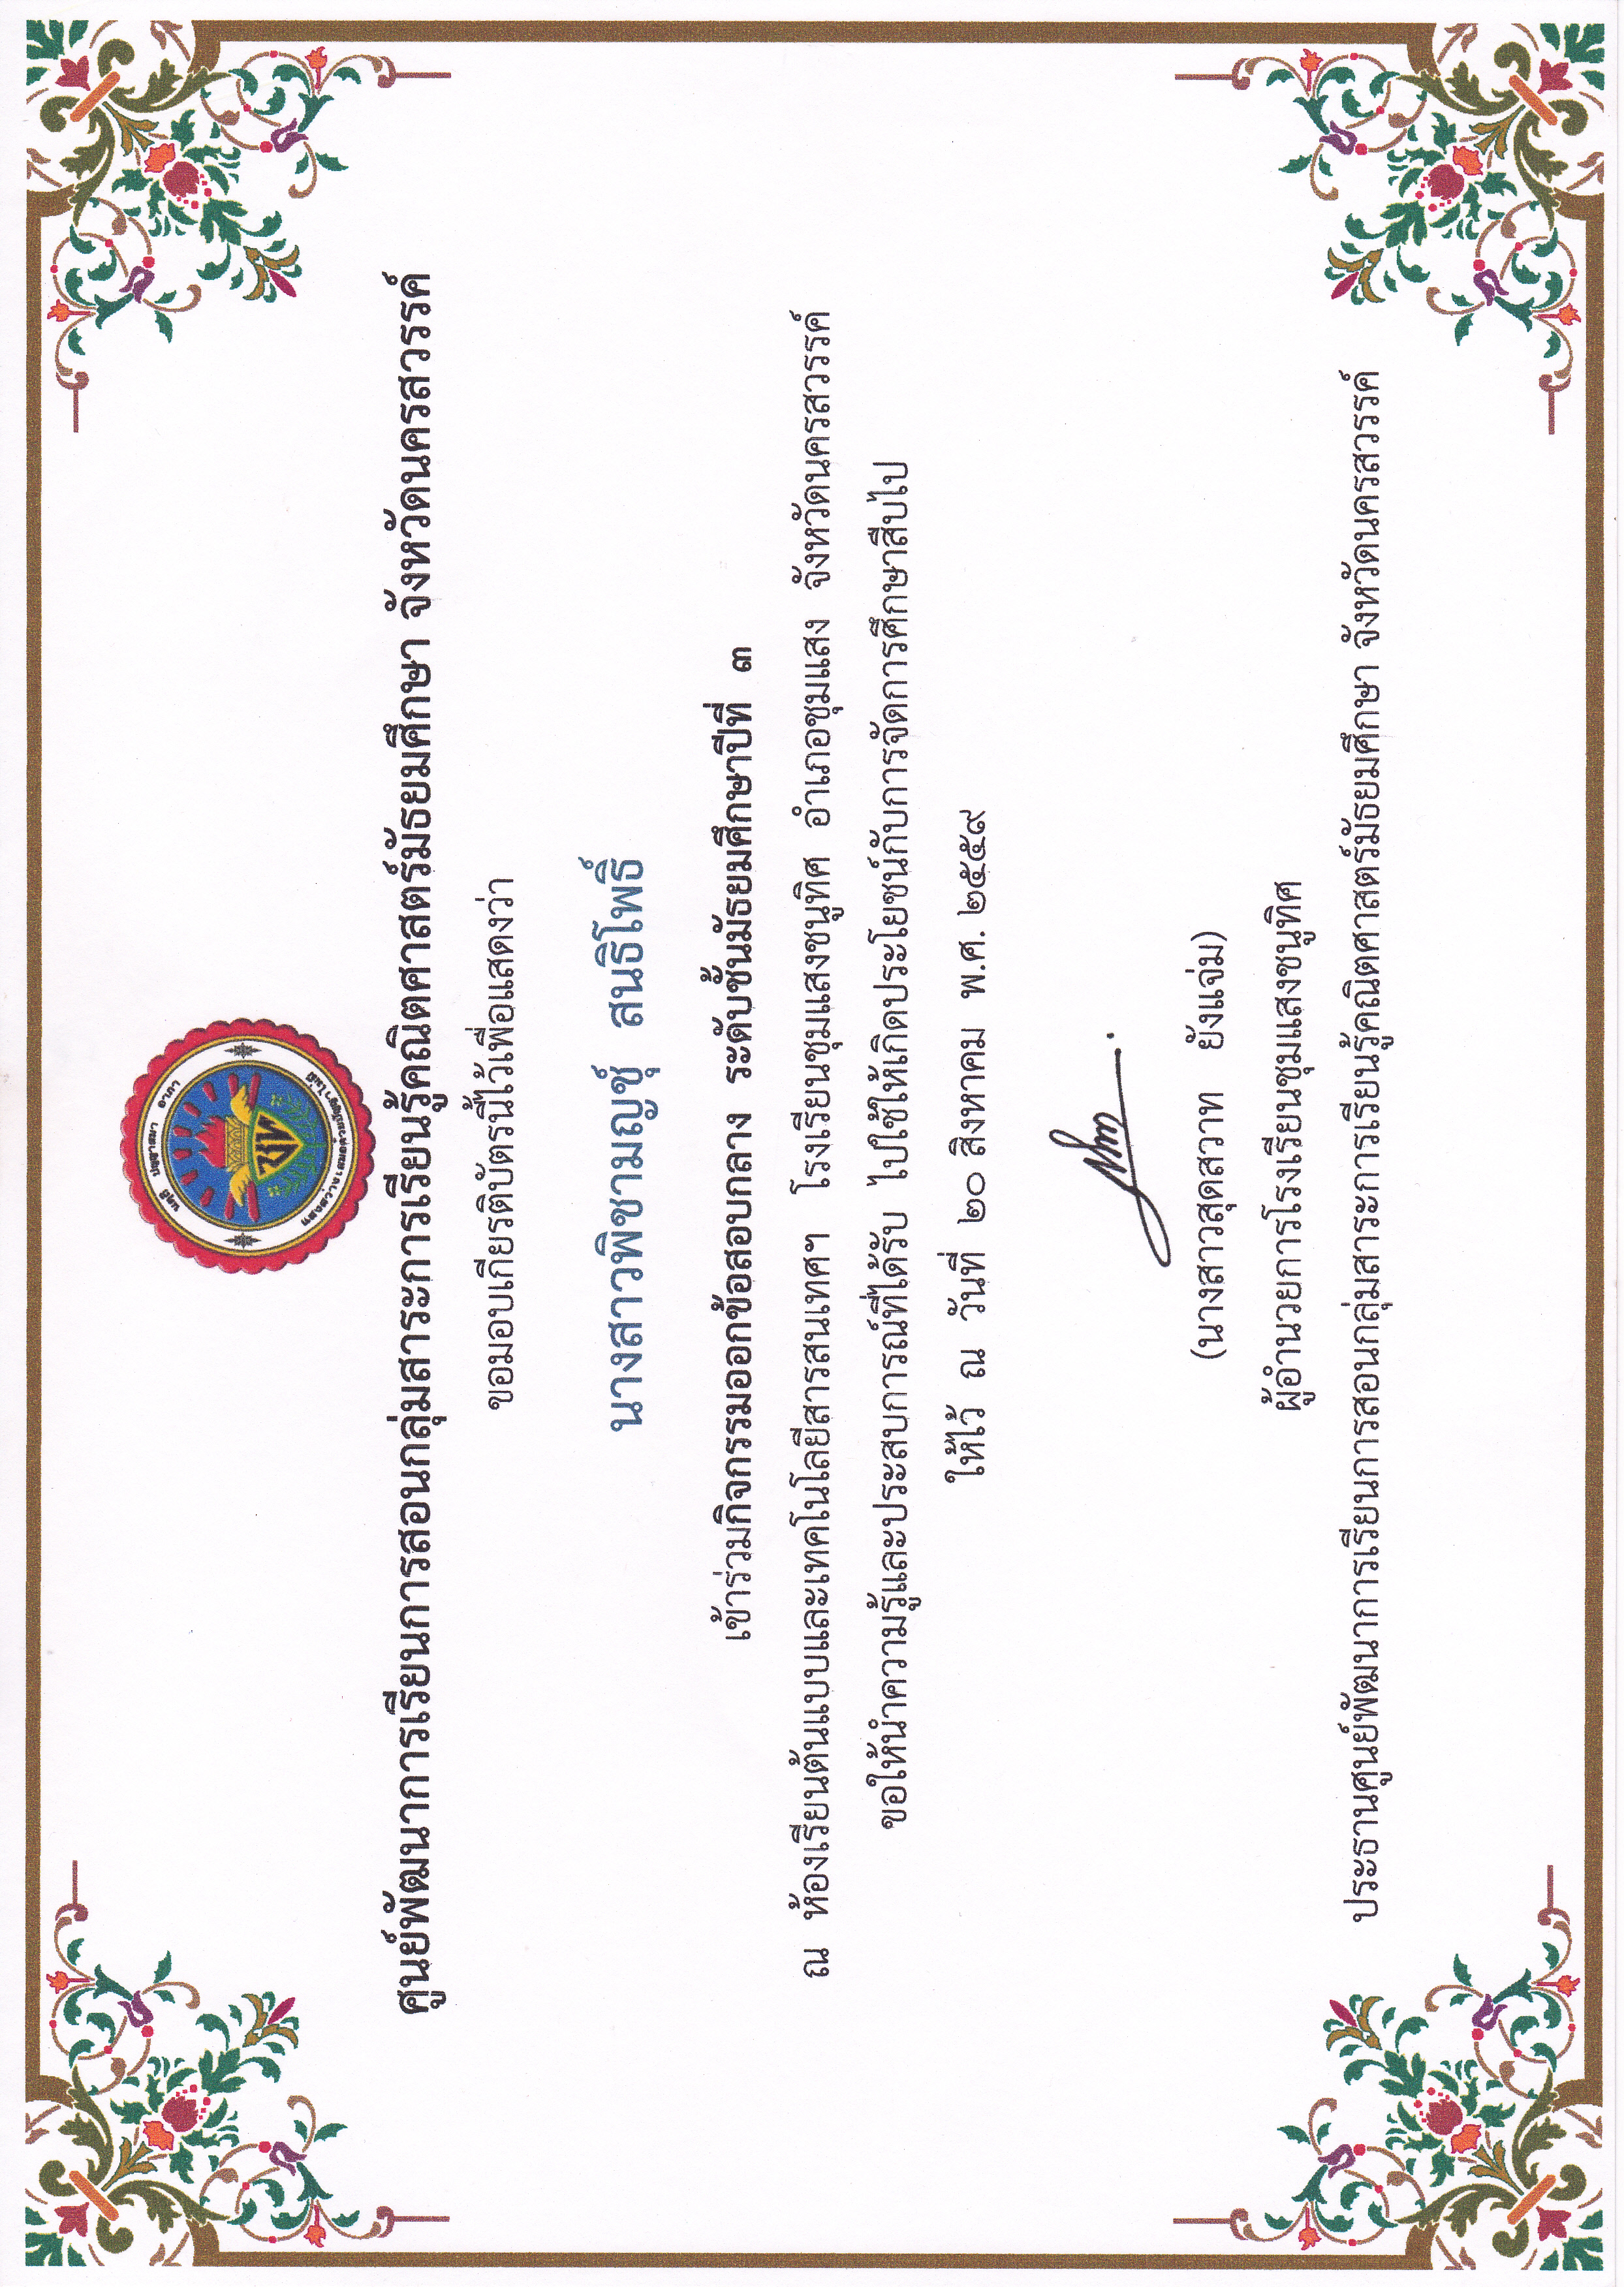 ศูนย์พัฒนาการเรียนการสอนกลุ่มสาระการเรียนรู้คณิตศาสตร์มัธยมศึกษา จังหวัดนครสวรรค์
ขอมอบเกียรติบัตรนี้ไว้เพื่อแสดงว่า
นางสาวพิชามญชุ์ สนธิโพธิ์
เข้าร่วมกิจกรรมออกข้อสอบกลาง ระดับชั้นมัธยมศึกษาปีที่ ๓
ณ ห้องเรียนต้นแบบและเทคโนโลยีสารสนเทศฯ โรงเรียนชุมแสงชนูทิศ อำเภอชุมแสง จังหวัดนครสวรรค์
ขอให้นำความรู้และประสบการณ์ที่ได้รับ ไปใช้ให้เกิดประโยชน์กับการจัดการศึกษาสืบไป
ให้ไว้ ณ วันที่ ๒๐ สิงหาคม พ.ศ. ๒๕๕๙
(นางสาวสุดสวาท ยังแจ่ม)
ผู้อำนวยการโรงเรียนชุมแสงชนูทิศ
ประธานศูนย์พัฒนาการเรียนการสอนกลุ่มสาระการเรียนรู้คณิตศาสตร์มัธยมศึกษา จังหวัดนครสวรรค์